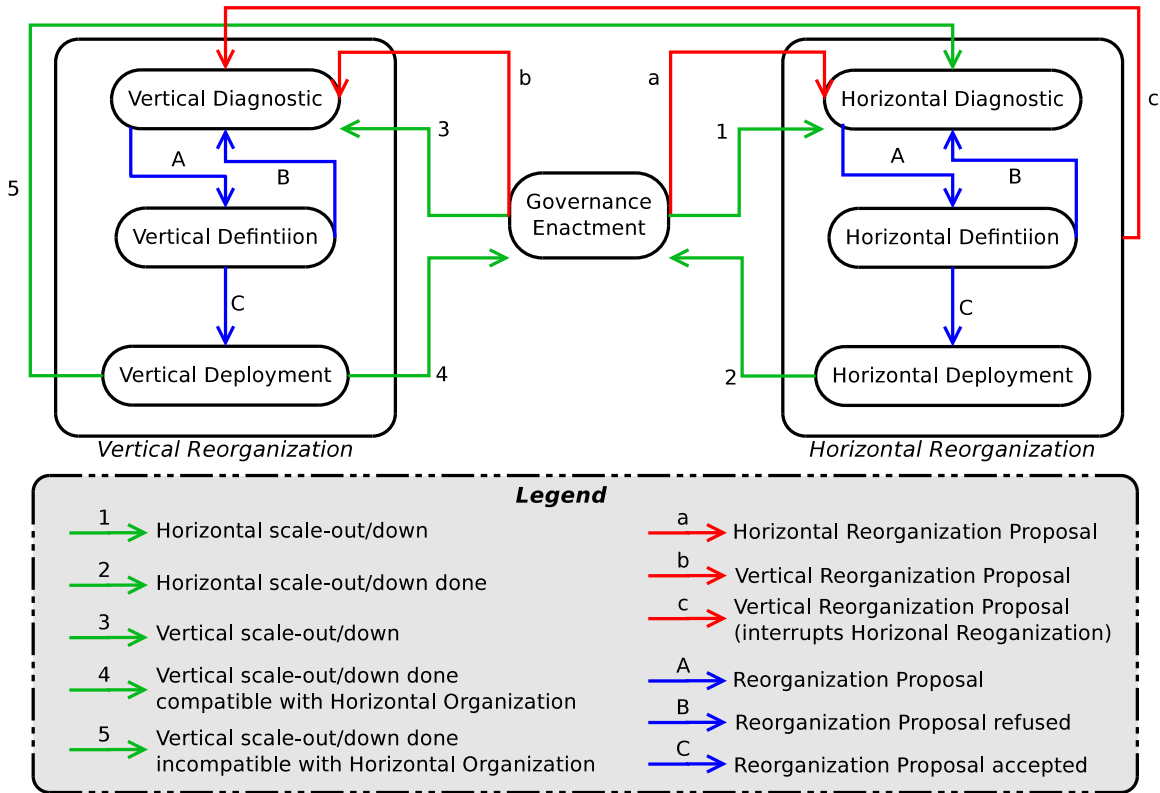 c
b
a
Vertical Diagnostic
Horizontal Diagnostic
3
1
A
B
A
B
5
Governance
Enactment
Vertical Defintiion
Horizontal Defintiion
C
C
Vertical Deployment
4
2
Horizontal Deployment
Vertical Reorganization
Horizontal Reorganization
Legend
1
Horizontal scale-out/down
2
Horizontal scale-out/down done
3
Vertical scale-out/down
4
Vertical scale-out/down done
compatible with Horizontal Organization
5
Vertical scale-out/down done
incompatible with Horizontal Organization
a
Horizontal Reorganization Proposal
b
Vertical Reorganization Proposal
c
Vertical Reorganization Proposal
(interrupts Horizonal Reoganization)
A
Reorganization Proposal
B
Reorganization Proposal refused
C
Reorganization Proposal accepted